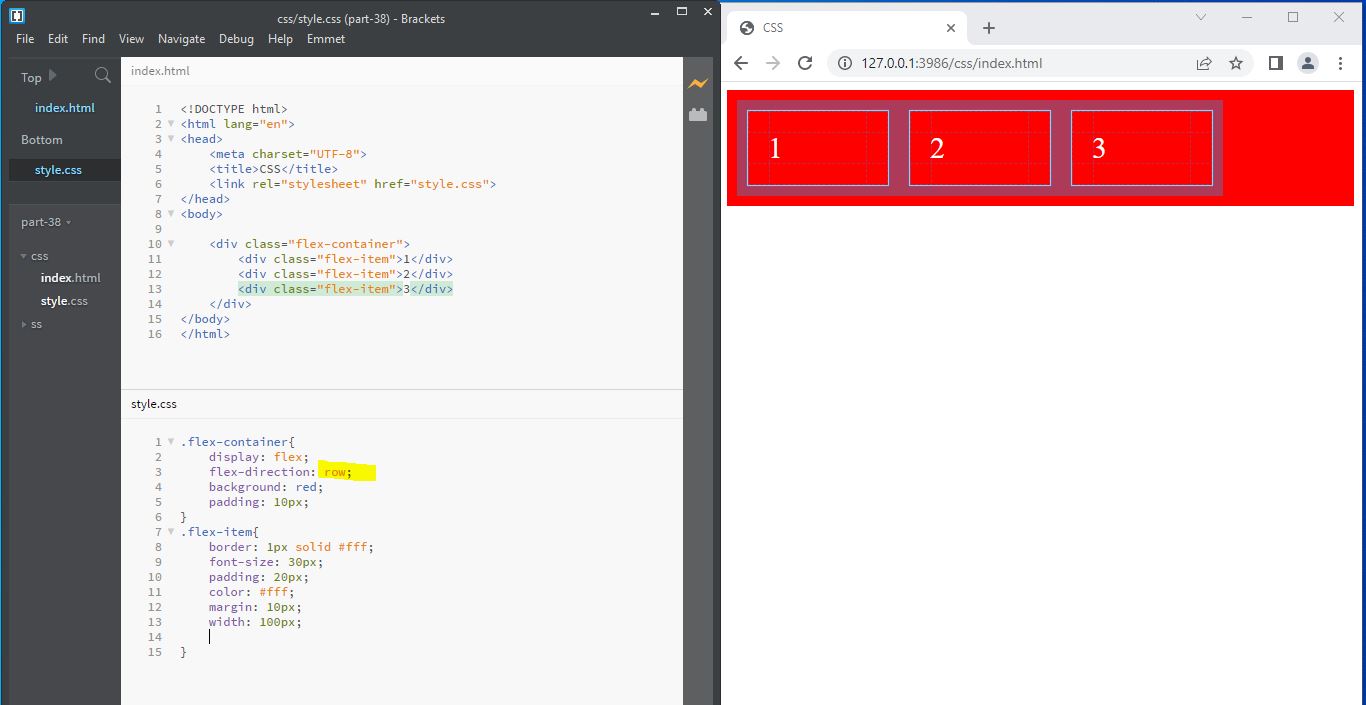 css/style.css (part-38) - Brackets
File Edit Find View Navigate Debug Help Emmet
Top
index.html
Bottom
style.css
part-38
css
index.html
style.css
ss
index.html
1 <!DOCTYPE html>
2 <html lang="en">
3 <head>
4 <meta charset="UTF-8">
5 <title>CSS</title>
6 <link rel="stylesheet" href="style.css">
7 </head>
8 <body>
9
10 <div class="flex-container">
11 <div class="flex-item">1</div>
12 <div class="flex-item">2</div>
13 <div class="flex-item">3</div>
14 </div>
15 </body>
16 </html>
style.css
1 .flex-container{
2 display: flex;
3 flex-direction: row;
4 background: red;
5 padding: 10px;
6 }
7 .flex-item{
8 border: 1px solid #fff;
9 font-size: 30px;
10 padding: 20px;
11 color: #fff;
12 margin: 10px;
13 width: 100px;
14
15 }
CSS
127.0.0.1:3986/css/index.html
1 2 3